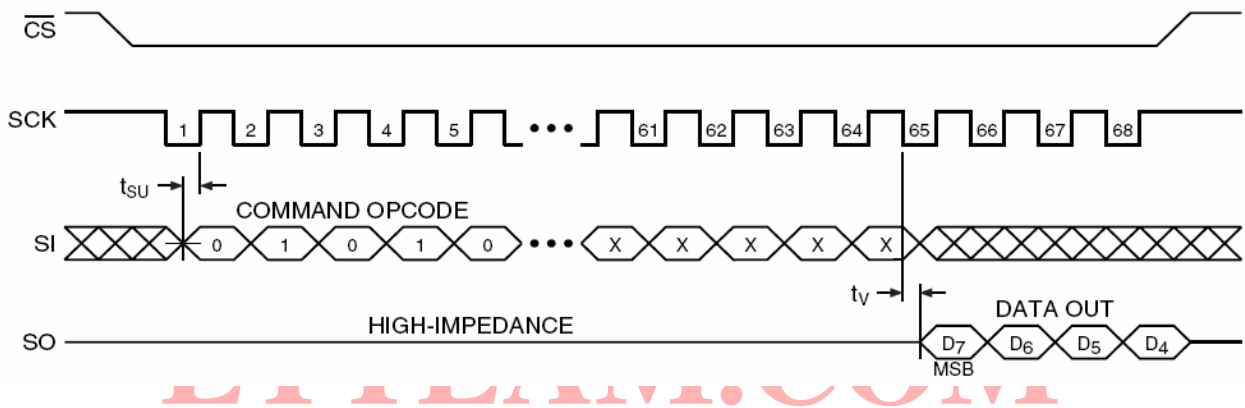 CS
SCK 1 2 3 4 5 ••• 61 62 63 64 65 66 67 68
tSU
COMMAND OPCODE
SI 0 1 0 1 0 ••• X X X X X
tV
HIGH-IMPEDANCE
DATA OUT
SO D7 D6 D5 D4
MSB